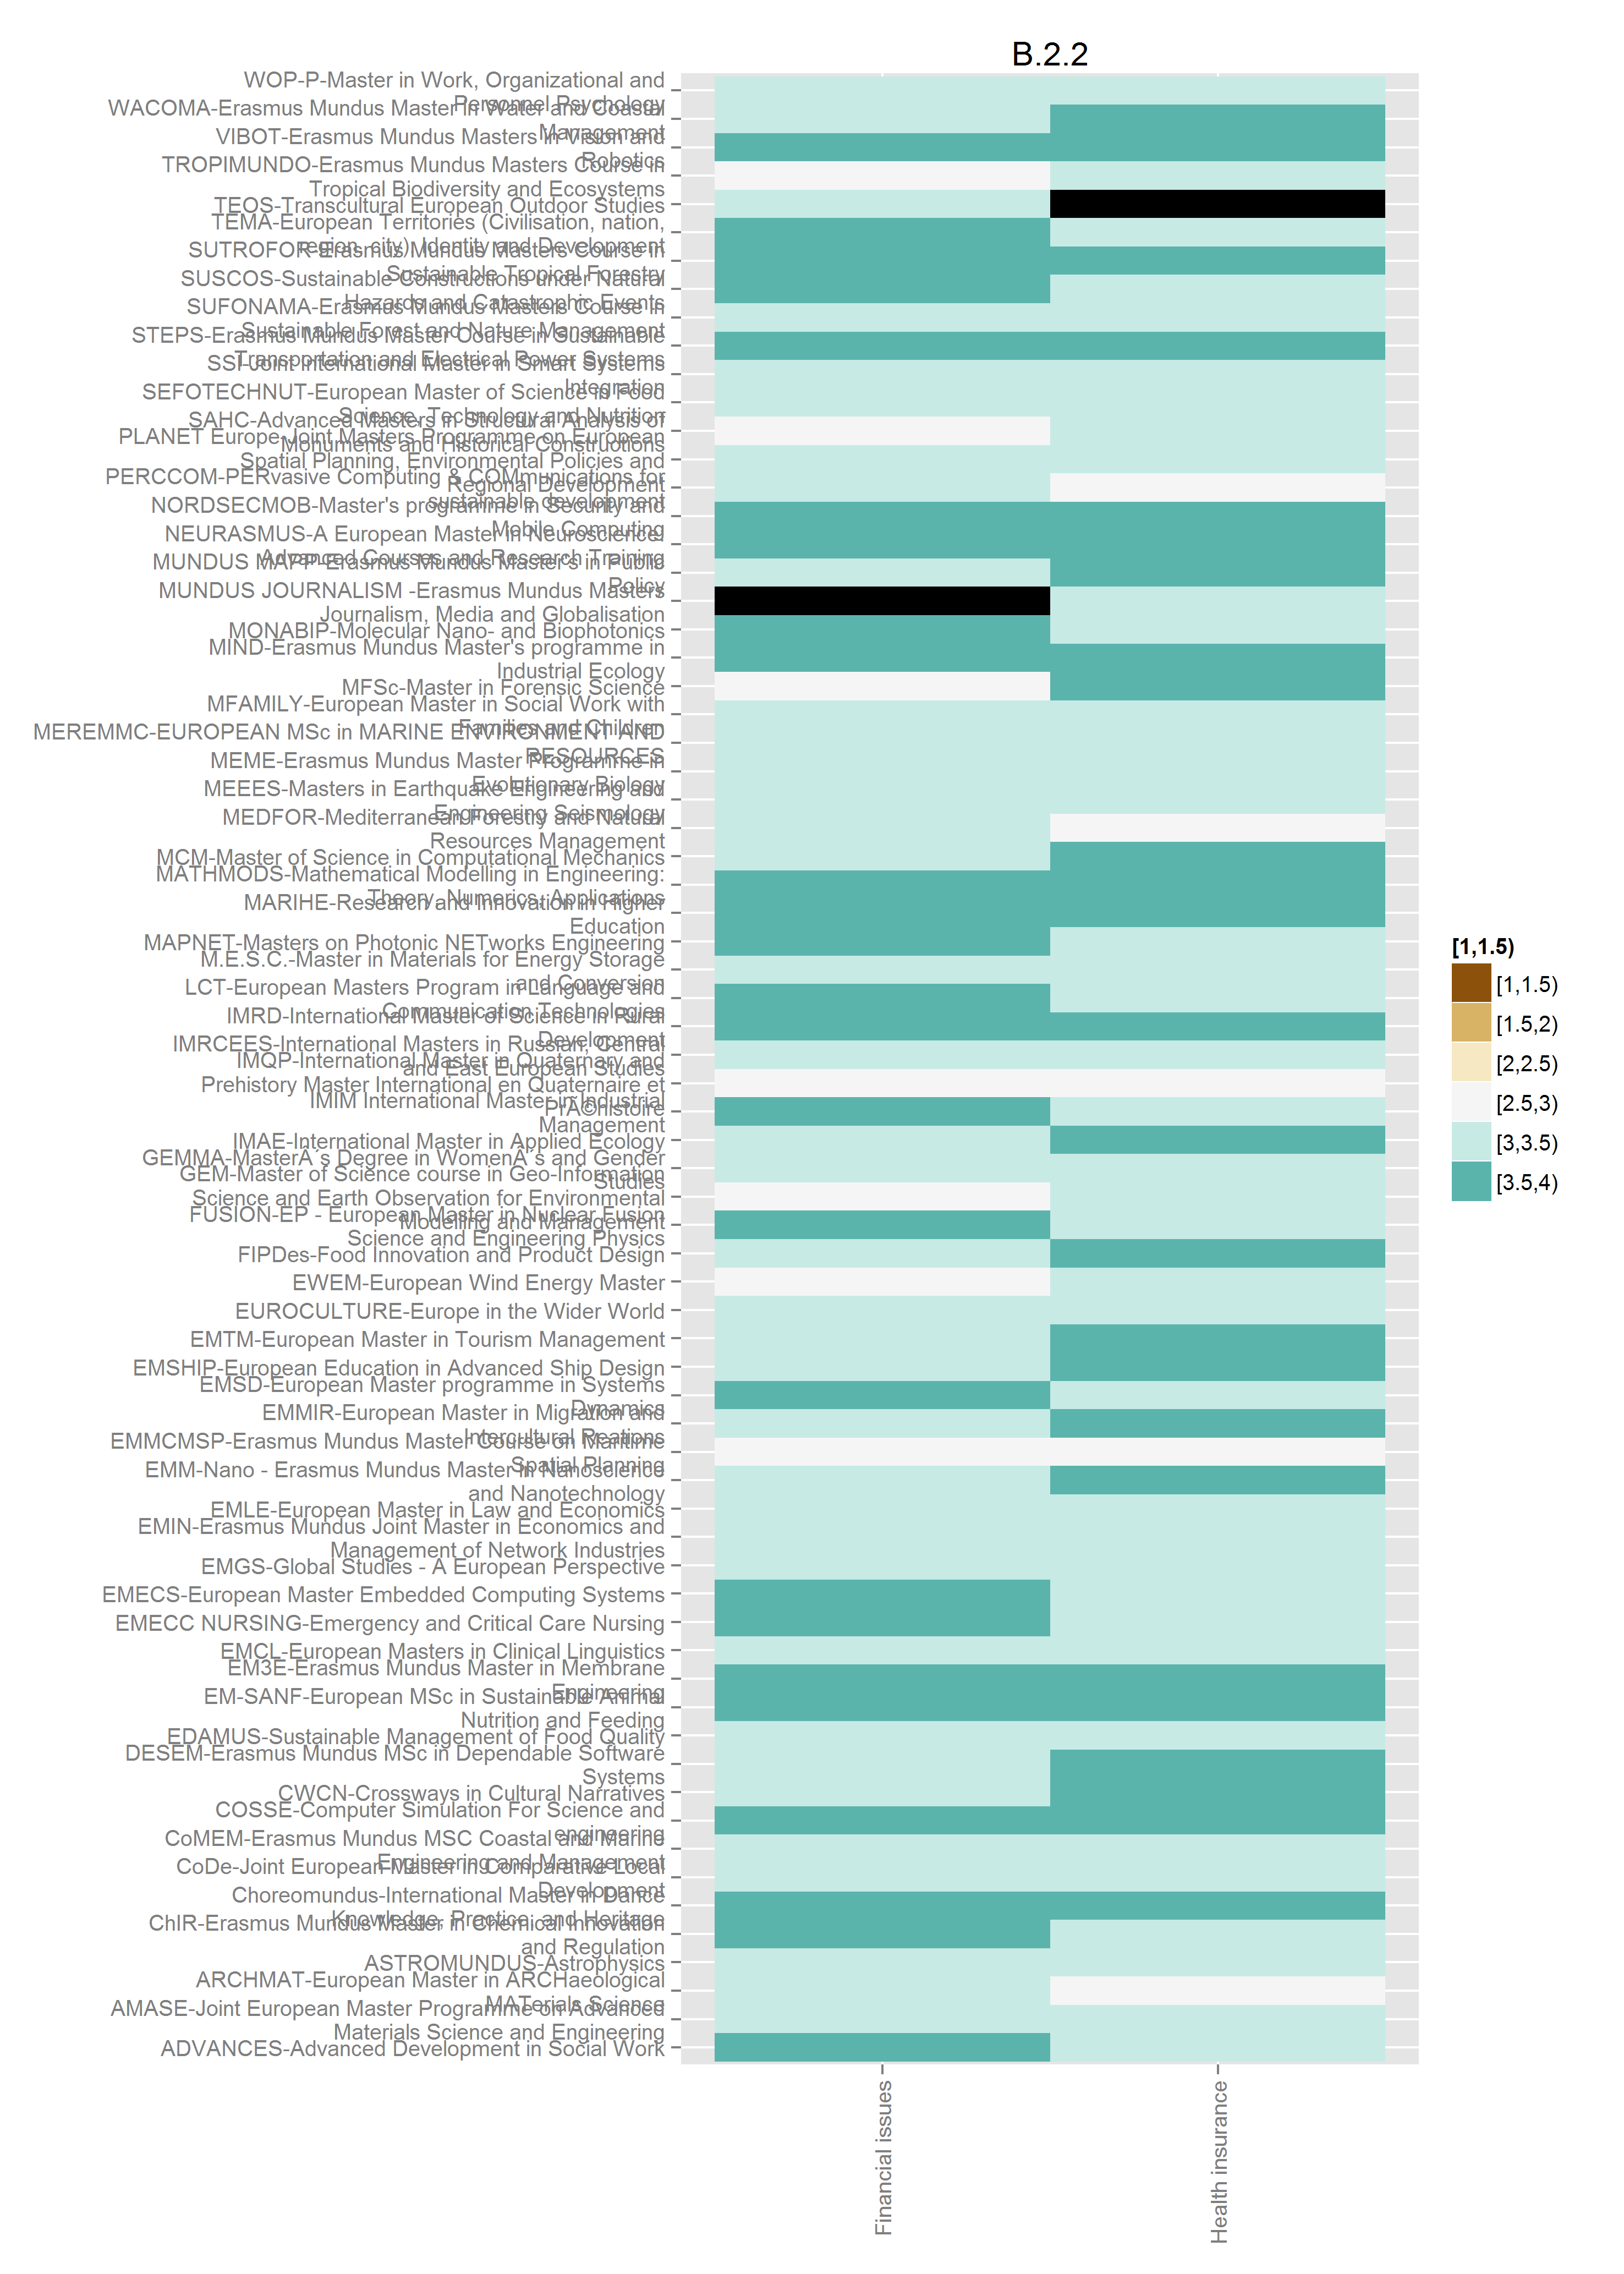 B.2.2
WOP-P-Master in Work, Organizational and
Personnel Psychology
WACOMA-Erasmus Mundus Master in Water and Coastal
Management
VIBOT-Erasmus Mundus Masters in Vision and
Robotics
TROPIMUNDO-Erasmus Mundus Masters Course in
Tropical Biodiversity and Ecosystems
TEOS-Transcultural European Outdoor Studies
TEMA-European Territories (Civilisation, nation,
region, city), Identity and Development
SUTROFOR-Erasmus Mundus Masters Course in
Sustainable Tropical Forestry
SUSCOS-Sustainable Constructions under Natural
Hazards and Catastrophic Events
SUFONAMA-Erasmus Mundus Masters Course in
Sustainable Forest and Nature Management
STEPS-Erasmus Mundus Master Course in Sustainable
Transportation and Electrical Power Systems
SSI-Joint International Master in Smart Systems
Integration
SEFOTECHNUT-European Master of Science in Food
Science, Technology and Nutrition
SAHC-Advanced Masters in Structural Analysis of
Monuments and Historical Constructions
PLANET Europe-Joint Masters Programme on European
Spatial Planning, Environmental Policies and
Regional Development
PERCCOM-PERvasive Computing & COMmunications for
sustainable development
NORDSECMOB-Master's programme in Security and
Mobile Computing
NEURASMUS-A European Master in Neuroscience:
Advanced Courses and Research Training
MUNDUS MAPP-Erasmus Mundus Master's in Public
Policy
MUNDUS JOURNALISM -Erasmus Mundus Masters
Journalism, Media and Globalisation
MONABIP-Molecular Nano- and Biophotonics
MIND-Erasmus Mundus Master's programme in
Industrial Ecology
MFSc-Master in Forensic Science
MFAMILY-European Master in Social Work with
Families and Children
MEREMMC-EUROPEAN MSc in MARINE ENVIRONMENT AND
RESOURCES
MEME-Erasmus Mundus Master Programme in
Evolutionary Biology
MEEES-Masters in Earthquake Engineering and
Engineering Seismology
MEDFOR-Mediterranean Forestry and Natural
Resources Management
MCM-Master of Science in Computational Mechanics
MATHMODS-Mathematical Modelling in Engineering:
Theory, Numerics, Applications
MARIHE-Research and Innovation in Higher
Education
MAPNET-Masters on Photonic NETworks Engineering
M.E.S.C.-Master in Materials for Energy Storage
and Conversion
LCT-European Masters Program in Language and
Communication Technologies
IMRD-International Master of Science in Rural
Development
IMRCEES-International Masters in Russian, Central
and East European Studies
IMQP-International Master in Quaternary and
Prehistory Master International en Quaternaire et
PrÃ©histoire
IMIM International Master in Industrial
Management
IMAE-International Master in Applied Ecology
GEMMA-MasterÂ´s Degree in WomenÂ´s and Gender
Studies
GEM-Master of Science course in Geo-Information
Science and Earth Observation for Environmental
Modelling and Management
FUSION-EP - European Master in Nuclear Fusion
Science and Engineering Physics
FIPDes-Food Innovation and Product Design
EWEM-European Wind Energy Master
EUROCULTURE-Europe in the Wider World
EMTM-European Master in Tourism Management
EMSHIP-European Education in Advanced Ship Design
EMSD-European Master programme in Systems
Dynamics
EMMIR-European Master in Migration and
Intercultural Reations
EMMCMSP-Erasmus Mundus Master Course on Maritime
Spatial Planning
EMM-Nano - Erasmus Mundus Master in Nanoscience
and Nanotechnology
EMLE-European Master in Law and Economics
EMIN-Erasmus Mundus Joint Master in Economics and
Management of Network Industries
EMGS-Global Studies - A European Perspective
EMECS-European Master Embedded Computing Systems
EMECC NURSING-Emergency and Critical Care Nursing
EMCL-European Masters in Clinical Linguistics
EM3E-Erasmus Mundus Master in Membrane
Engineering
EM-SANF-European MSc in Sustainable Animal
Nutrition and Feeding
EDAMUS-Sustainable Management of Food Quality
DESEM-Erasmus Mundus MSc in Dependable Software
Systems
CWCN-Crossways in Cultural Narratives
COSSE-Computer Simulation For Science and
engineering
CoMEM-Erasmus Mundus MSC Coastal and Marine
Engineering and Management
CoDe-Joint European Master in Comparative Local
Development
Choreomundus-International Master in Dance
Knowledge, Practice, and Heritage
ChIR-Erasmus Mundus Master in Chemical Innovation
and Regulation
ASTROMUNDUS-Astrophysics
ARCHMAT-European Master in ARCHaeological
MATerials Science
AMASE-Joint European Master Programme on Advanced
Materials Science and Engineering
ADVANCES-Advanced Development in Social Work
Financial issues
Health insurance
[1,1.5)
[1,1.5)
[1.5,2)
[2,2.5)
[2.5,3)
[3,3.5)
[3.5,4)